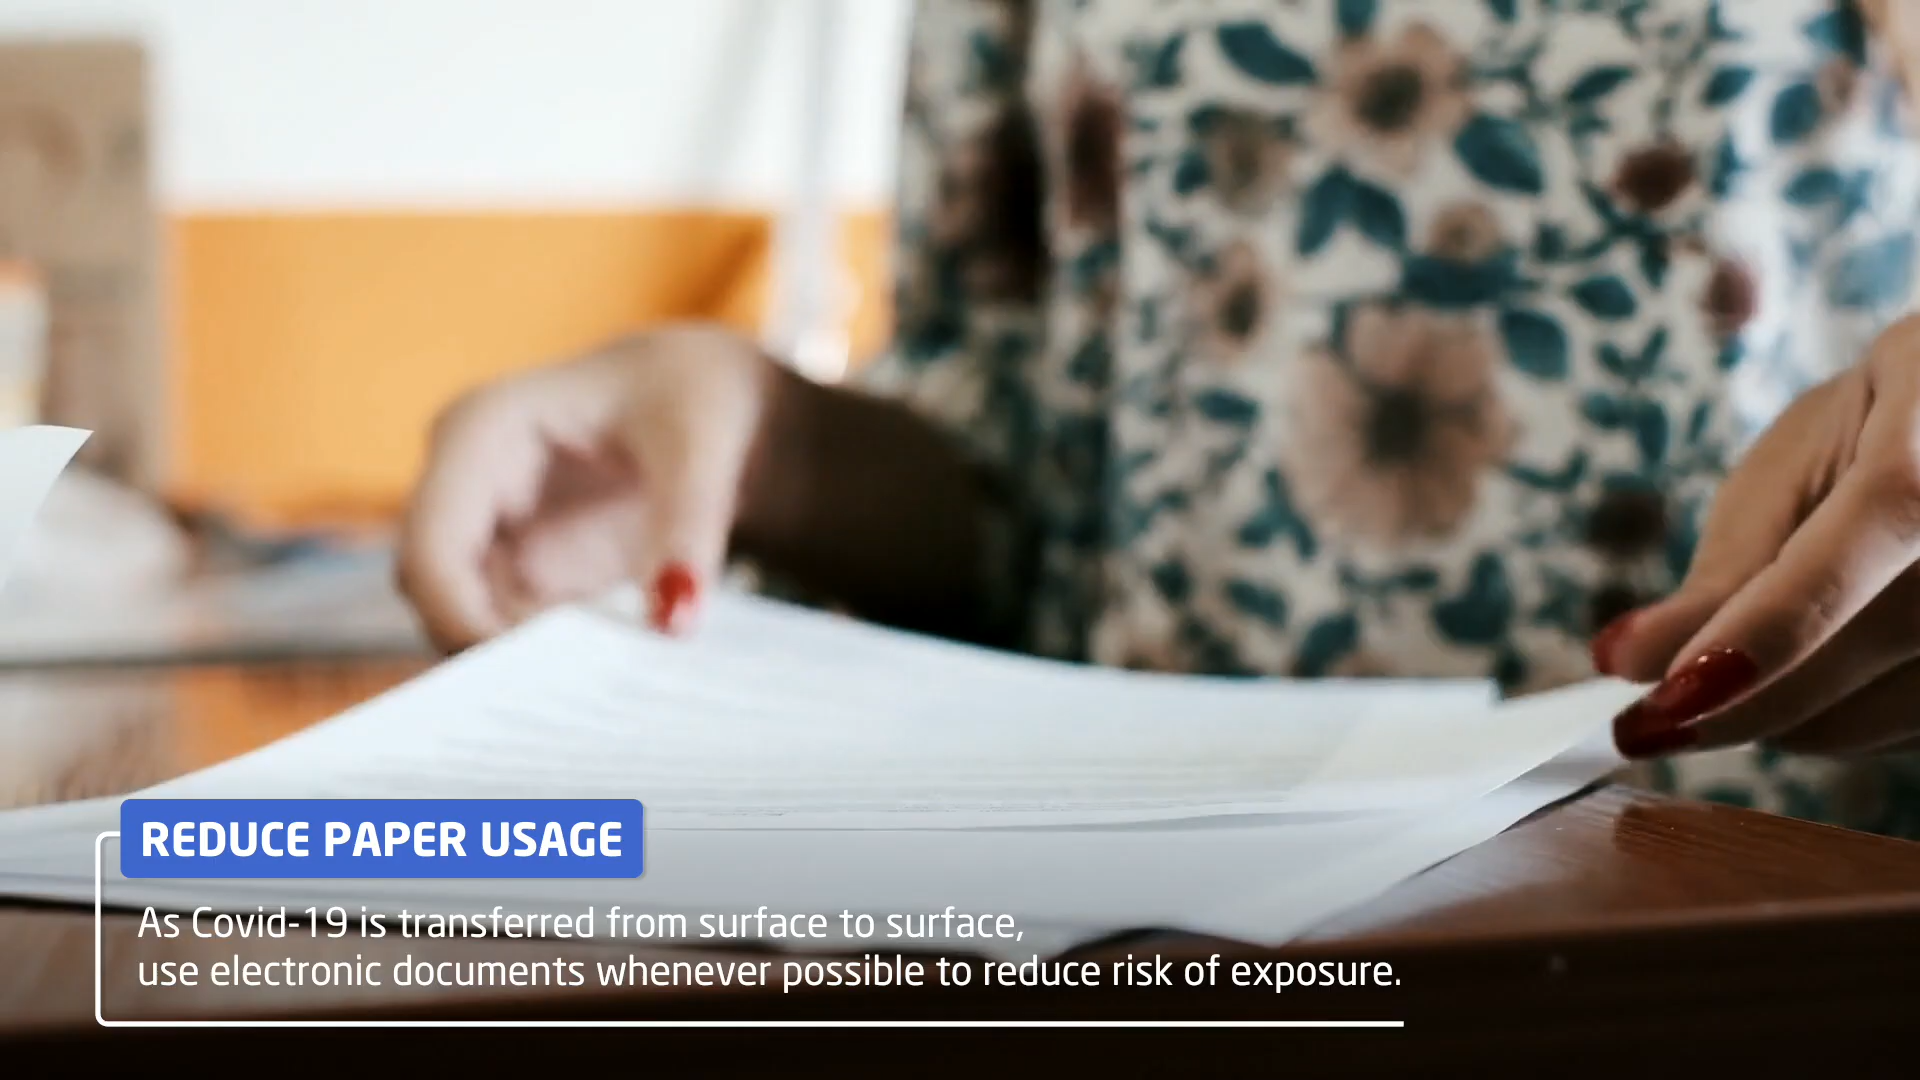 REDUCE PAPER USAGE
As Covid-19 is transferred from surface to surface,
use electronic documents whenever possible to reduce risk of exposure.